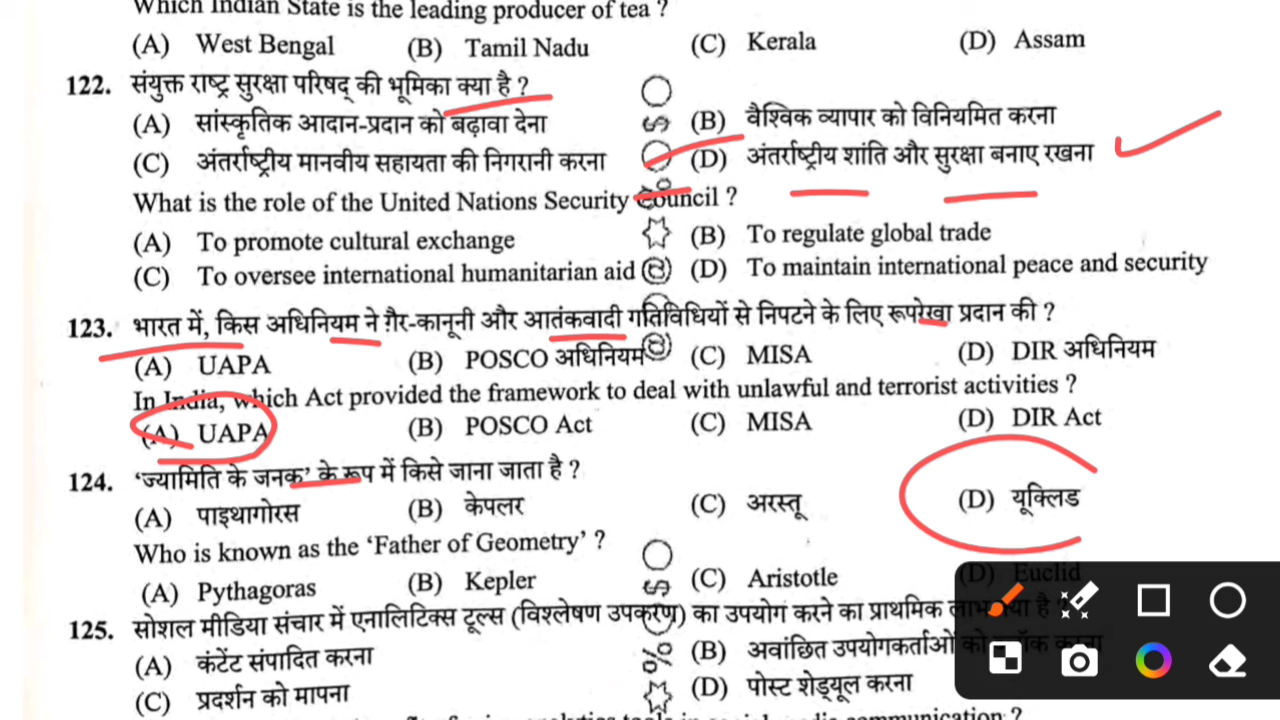 Which Indian State is the leading producer of tea ?
(A) West Bengal (B) Tamil Nadu (C) Kerala (D) Assam
122. संयुक्त राष्ट्र सुरक्षा परिषद् की भूमिका क्या है ?
(A) सांस्कृतिक आदान-प्रदान को बढ़ावा देना (B) वैश्विक व्यापार को विनियमित करना
(C) अंतर्राष्ट्रीय मानवीय सहायता की निगरानी करना (D) अंतर्राष्ट्रीय शांति और सुरक्षा बनाए रखना
What is the role of the United Nations Security Council ?
(A) To promote cultural exchange (B) To regulate global trade
(C) To oversee international humanitarian aid (D) To maintain international peace and security
123. भारत में, किस अधिनियम ने ग़ैर-कानूनी और आतंकवादी गतिविधियों से निपटने के लिए रूपरेखा प्रदान की ?
(A) UAPA (B) POSCO अधिनियम (C) MISA (D) DIR अधिनियम
In India, which Act provided the framework to deal with unlawful and terrorist activities ?
(A) UAPA (B) POSCO Act (C) MISA (D) DIR Act
124. ‘ज्यामिति के जनक’ के रूप में किसे जाना जाता है ?
(A) पाइथागोरस (B) केपलर (C) अरस्तू (D) यूक्लिड
Who is known as the ‘Father of Geometry’ ?
(A) Pythagoras (B) Kepler (C) Aristotle (D) Euclid
125. सोशल मीडिया संचार में एनालिटिक्स टूल्स (विश्लेषण उपकरण) का उपयोग करने का प्राथमिक लाभ क्या है ?
(A) कंटेंट संपादित करना (B) अवांछित उपयोगकर्ताओं को ब्लॉक करना
(C) प्रदर्शन को मापना (D) पोस्ट शेड्यूल करना
analytics tools in social media communication ?